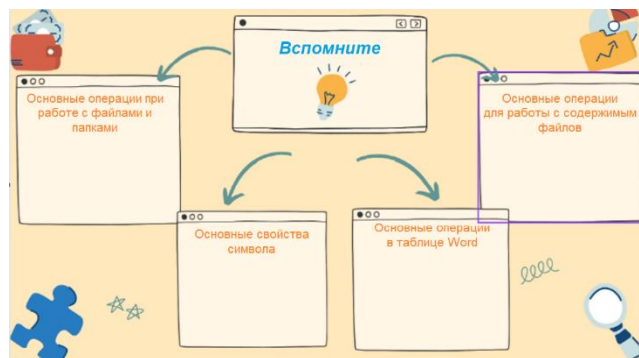 Вспомните
Основные операции при
работе с файлами и
папками
Основные операции
для работы с содержимым
файлов
Основные свойства
символа
Основные операции
в таблице Word